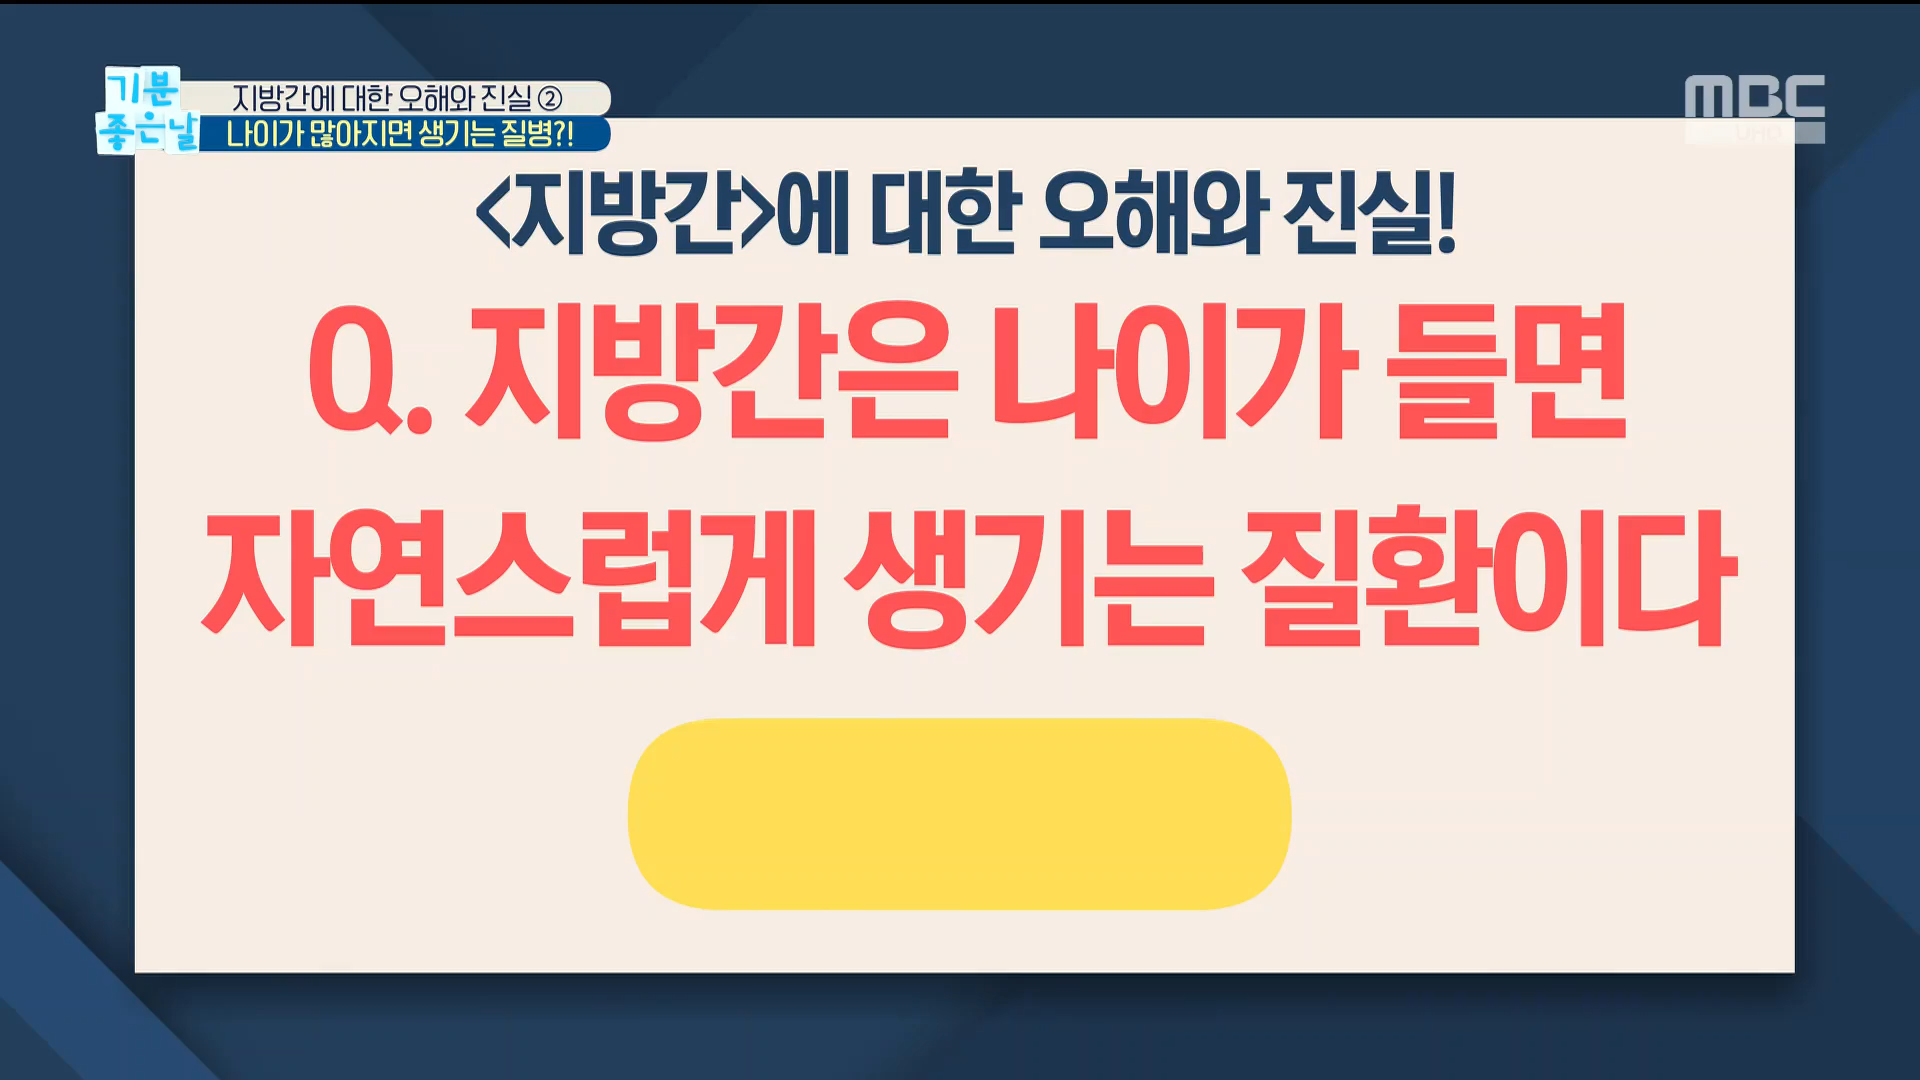 기분
좋은날
지방간에 대한 오해와 진실 ②
나이가 많아지면 생기는 질병?!
MBC
UHD
<지방간>에 대한 오해와 진실!
Q. 지방간은 나이가 들면
자연스럽게 생기는 질환이다